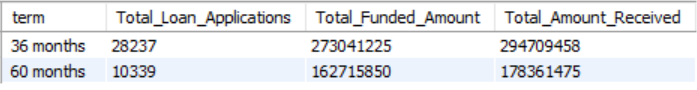 term Total_Loan_Applications Total_Funded_Amount Total_Amount_Received
36 months 28237 273041225 294709458
60 months 10339 162715850 178361475